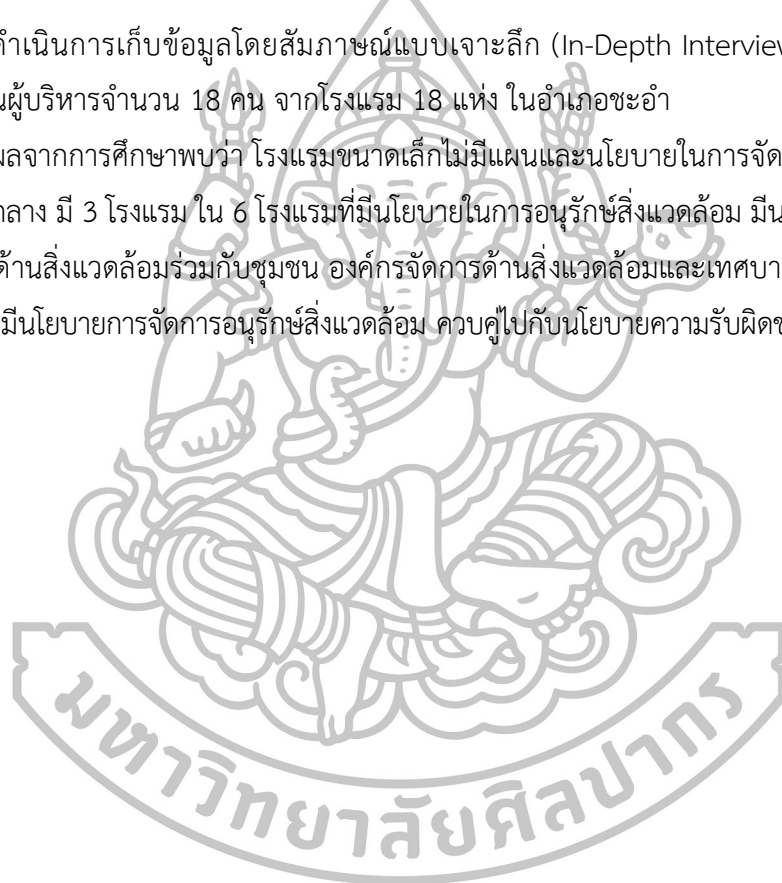 ดำเนินการเก็บข้อมูลโดยสัมภาษณ์แบบเจาะลึก (In-Depth Interview
ผู้บริหารจำนวน 18 คน จากโรงแรม 18 แห่ง ในอำเภอชะอำ
ผลจากการศึกษาพบว่า โรงแรมขนาดเล็กไม่มีแผนและนโยบายในการจัด
กลาง มี 3 โรงแรม ใน 6 โรงแรมที่มีนโยบายในการอนุรักษ์สิ่งแวดล้อม มีน
ด้านสิ่งแวดล้อมร่วมกับชุมชน องค์กรจัดการด้านสิ่งแวดล้อมและเทศบา
มีนโยบายการจัดการอนุรักษ์สิ่งแวดล้อม ควบคู่ไปกับนโยบายความรับผิดช
มหาวิทยาลัยศิลปากร